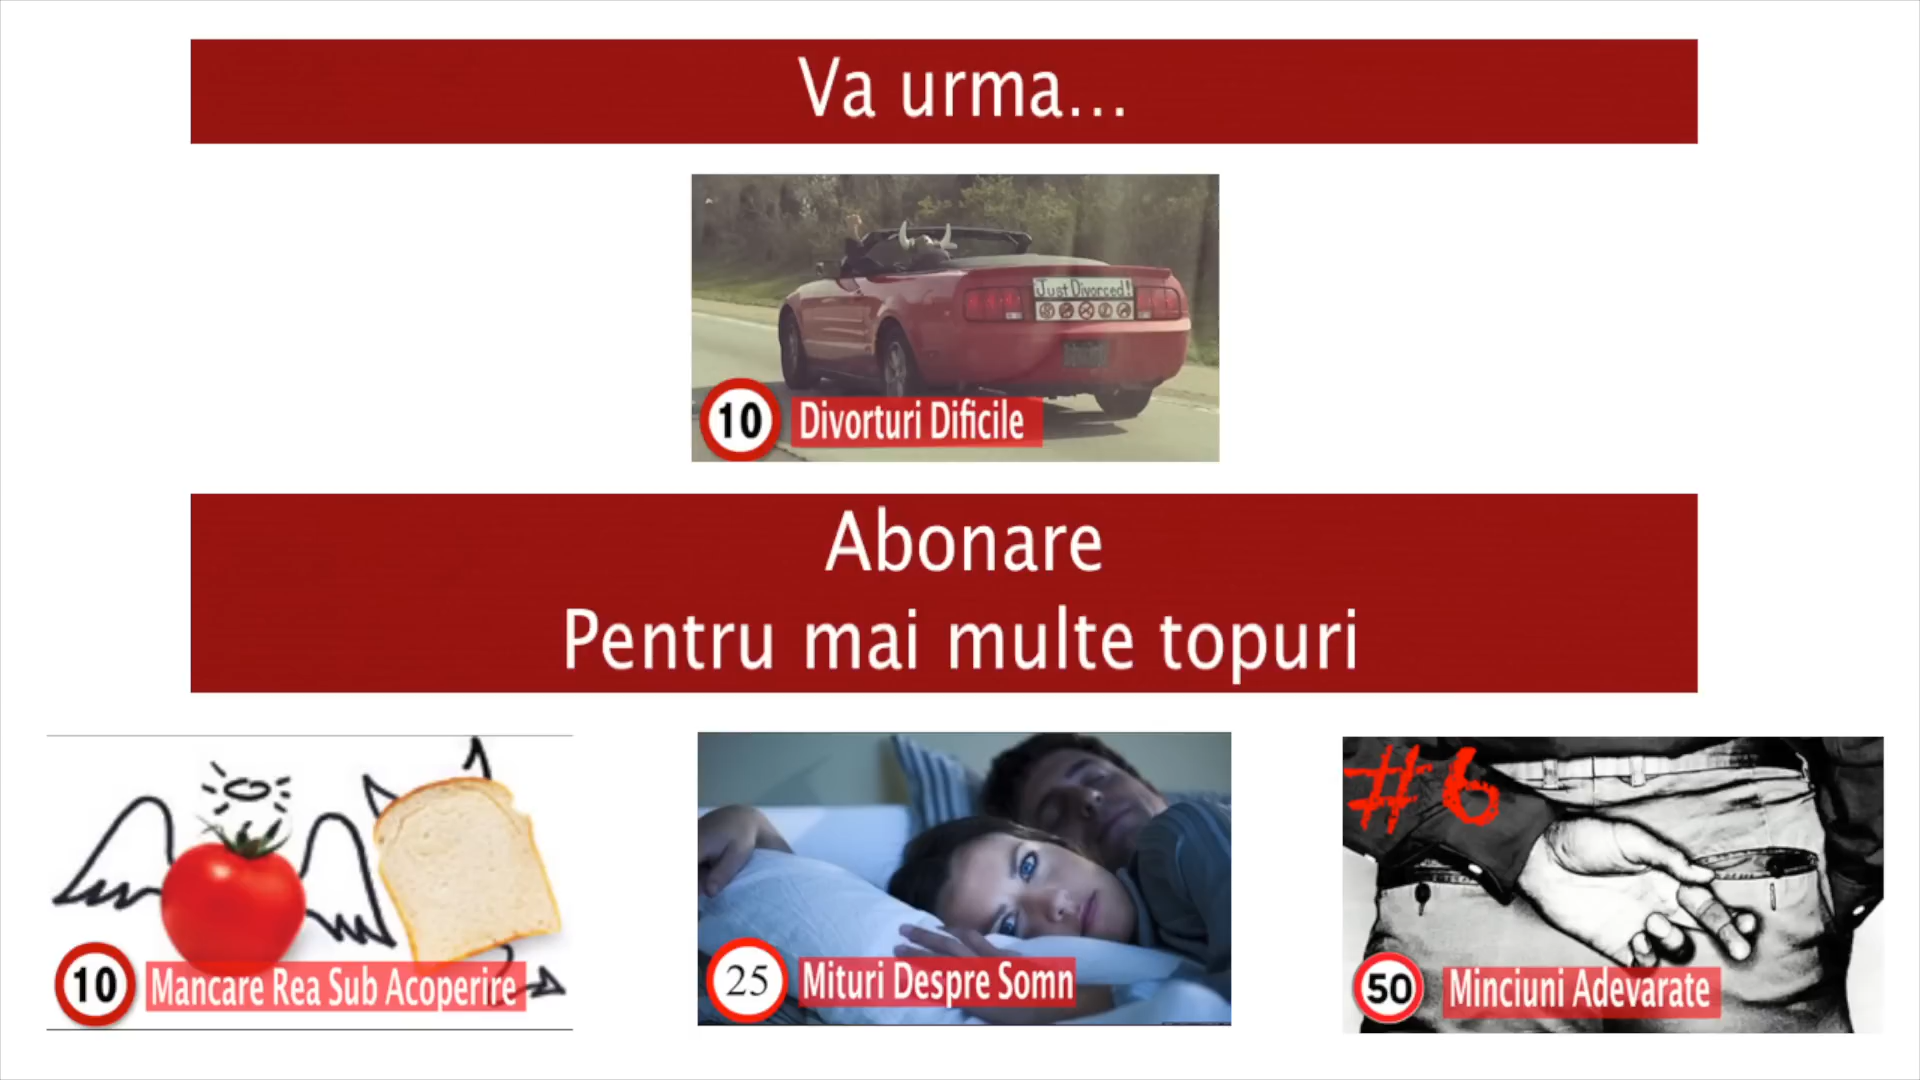 Va urma...
Just Divorced!
10 Divorturi Dificile
Abonare
Pentru mai multe topuri
10 Mancare Rea Sub Acoperire
25 Mituri Despre Somn
#6
50 Minciuni Adevarate